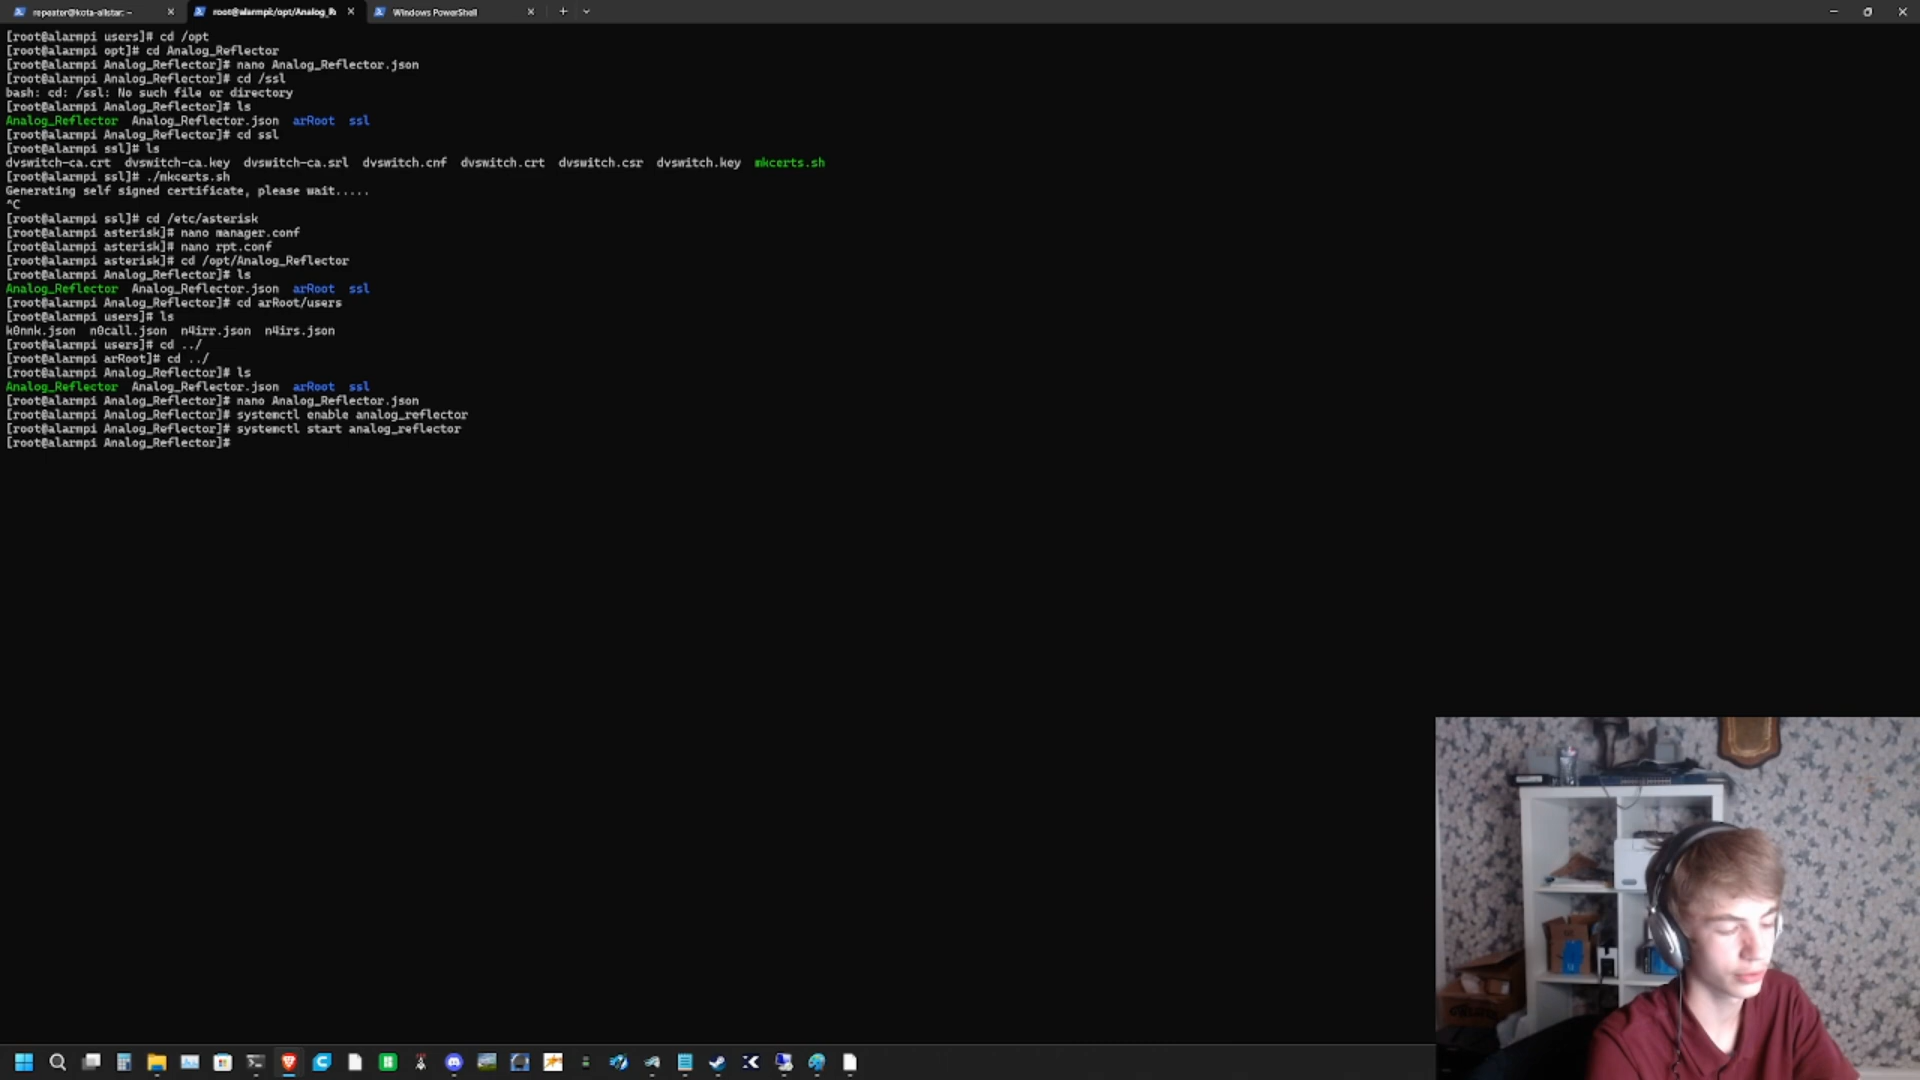 repeater@kota-allstar: ~
root@alarmpi:/opt/Analog_R
Windows PowerShell
[root@alarmpi users]# cd /opt
[root@alarmpi opt]# cd Analog_Reflector
[root@alarmpi Analog_Reflector]# nano Analog_Reflector.json
[root@alarmpi Analog_Reflector]# cd /ssl
bash: cd: /ssl: No such file or directory
[root@alarmpi Analog_Reflector]# ls
Analog_Reflector  Analog_Reflector.json  arRoot  ssl
[root@alarmpi Analog_Reflector]# cd ssl
[root@alarmpi ssl]# ls
dvswitch-ca.crt  dvswitch-ca.key  dvswitch-ca.srl  dvswitch.cnf  dvswitch.crt  dvswitch.csr  dvswitch.key  mkcerts.sh
[root@alarmpi ssl]# ./mkcerts.sh
Generating self signed certificate, please wait.....
^C
[root@alarmpi ssl]# cd /etc/asterisk
[root@alarmpi asterisk]# nano manager.conf
[root@alarmpi asterisk]# nano rpt.conf
[root@alarmpi asterisk]# cd /opt/Analog_Reflector
[root@alarmpi Analog_Reflector]# ls
Analog_Reflector  Analog_Reflector.json  arRoot  ssl
[root@alarmpi Analog_Reflector]# cd arRoot/users
[root@alarmpi users]# ls
k0nnk.json  n0call.json  n4irr.json  n4irs.json
[root@alarmpi users]# cd ../
[root@alarmpi arRoot]# cd ../
[root@alarmpi Analog_Reflector]# ls
Analog_Reflector  Analog_Reflector.json  arRoot  ssl
[root@alarmpi Analog_Reflector]# nano Analog_Reflector.json
[root@alarmpi Analog_Reflector]# systemctl enable analog_reflector
[root@alarmpi Analog_Reflector]# systemctl start analog_reflector
[root@alarmpi Analog_Reflector]#